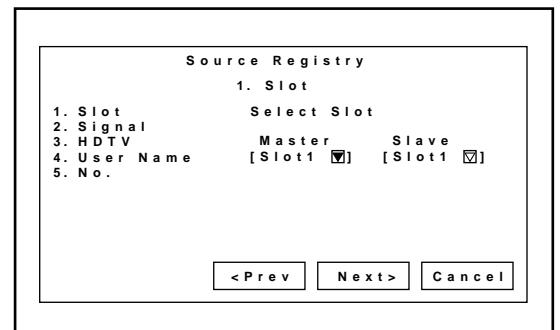 Source Registry
1. Slot
1. Slot
2. Signal
3. HDTV
4. User Name
5. No.
Select Slot
Master Slave
[Slot1 ▼] [Slot1 ▽]
<Prev Next> Cancel